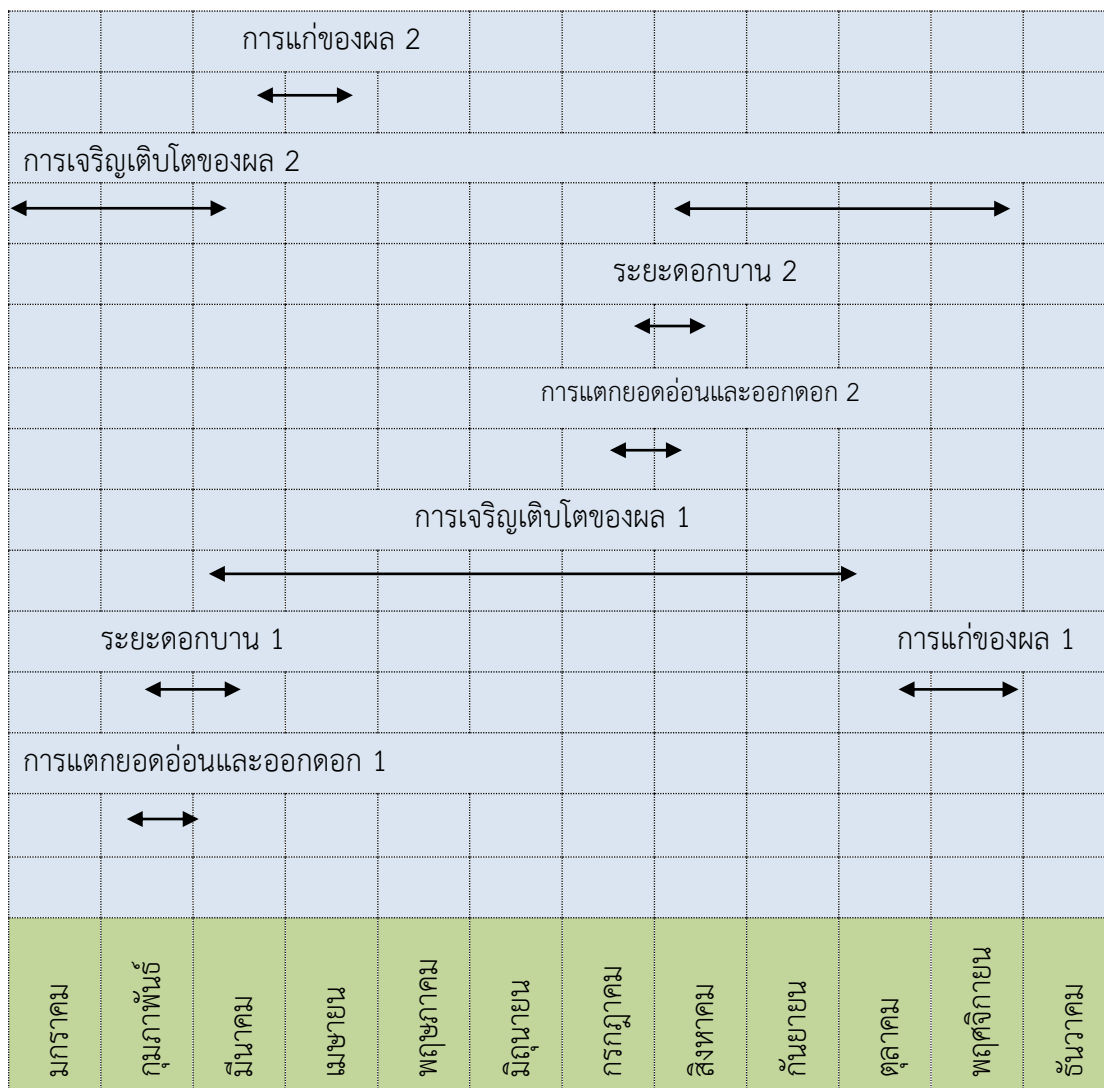 การแก่ของผล 2
การเจริญเติบโตของผล 2
ระยะดอกบาน 2
การแตกยอดอ่อนและออกดอก 2
การเจริญเติบโตของผล 1
ระยะดอกบาน 1
การแก่ของผล 1
การแตกยอดอ่อนและออกดอก 1
มกราคม
กุมภาพันธ์
มีนาคม
เมษายน
พฤษภาคม
มิถุนายน
กรกฎาคม
สิงหาคม
กันยายน
ตุลาคม
พฤศจิกายน
ธันวาคม